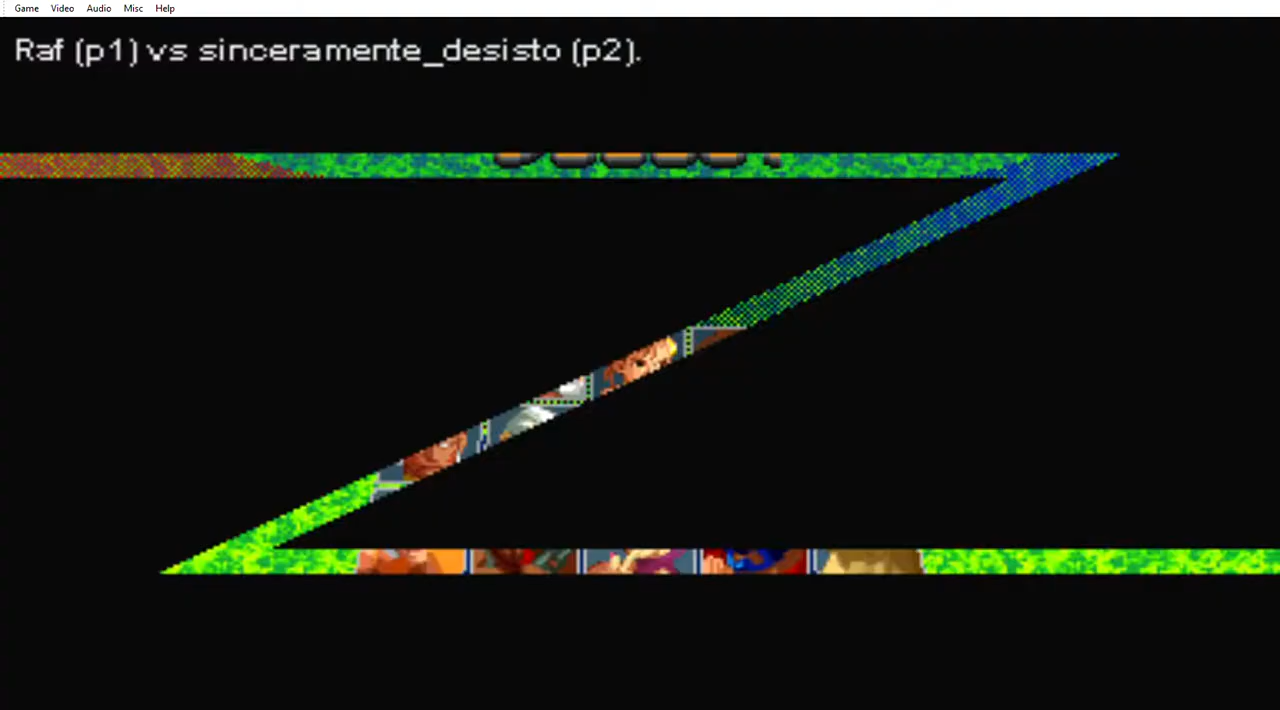 Game Video Audio Misc Help
Raf (p1) vs sinceramente_desisto (p2).